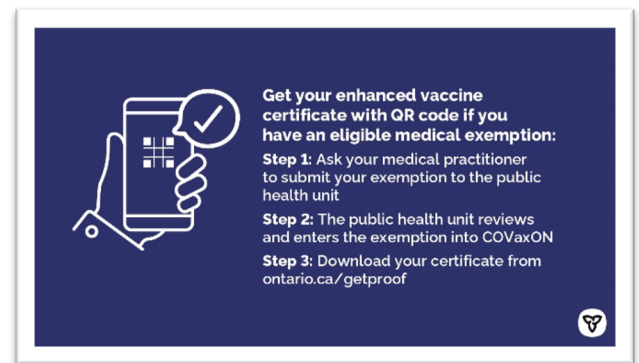 Get your enhanced vaccine
certificate with QR code if you
have an eligible medical exemption:
Step 1: Ask your medical practitioner
to submit your exemption to the public
health unit
Step 2: The public health unit reviews
and enters the exemption into COVaxON
Step 3: Download your certificate from
ontario.ca/getproof